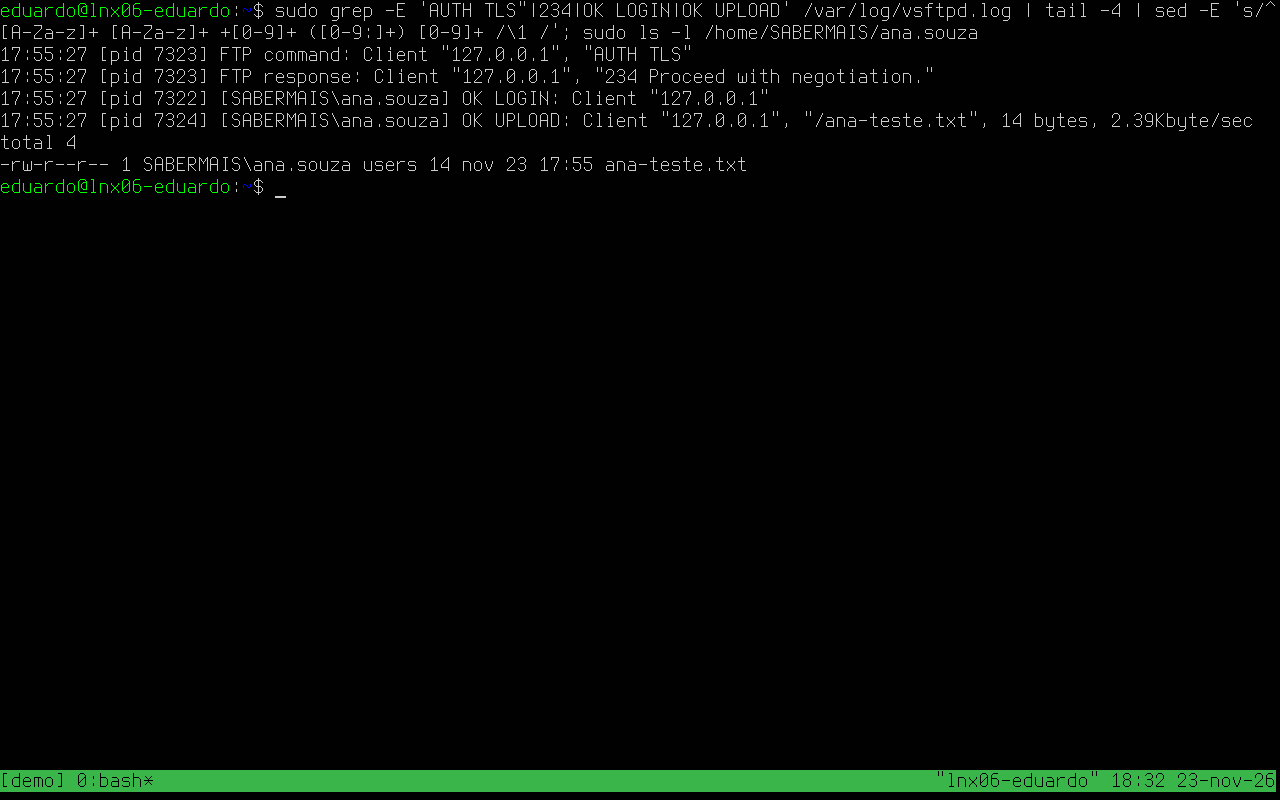 eduardo@lnx06-eduardo:~$ sudo grep -E 'AUTH TLS"|234|OK LOGIN|OK UPLOAD' /var/log/vsftpd.log | tail -4 | sed -E 's/^
[A-Za-z]+ [A-Za-z]+ +[0-9]+ ([0-9:]+) [0-9]+ /\1 /'; sudo ls -l /home/SABERMAIS/ana.souza
17:55:27 [pid 7323] FTP command: Client "127.0.0.1", "AUTH TLS"
17:55:27 [pid 7323] FTP response: Client "127.0.0.1", "234 Proceed with negotiation."
17:55:27 [pid 7322] [SABERMAIS\ana.souza] OK LOGIN: Client "127.0.0.1"
17:55:27 [pid 7324] [SABERMAIS\ana.souza] OK UPLOAD: Client "127.0.0.1", "/ana-teste.txt", 14 bytes, 2.39Kbyte/sec
total 4
-rw-r--r-- 1 SABERMAIS\ana.souza users 14 nov 23 17:55 ana-teste.txt
eduardo@lnx06-eduardo:~$ _
[demo] 0:bash* "lnx06-eduardo" 18:32 23-nov-26